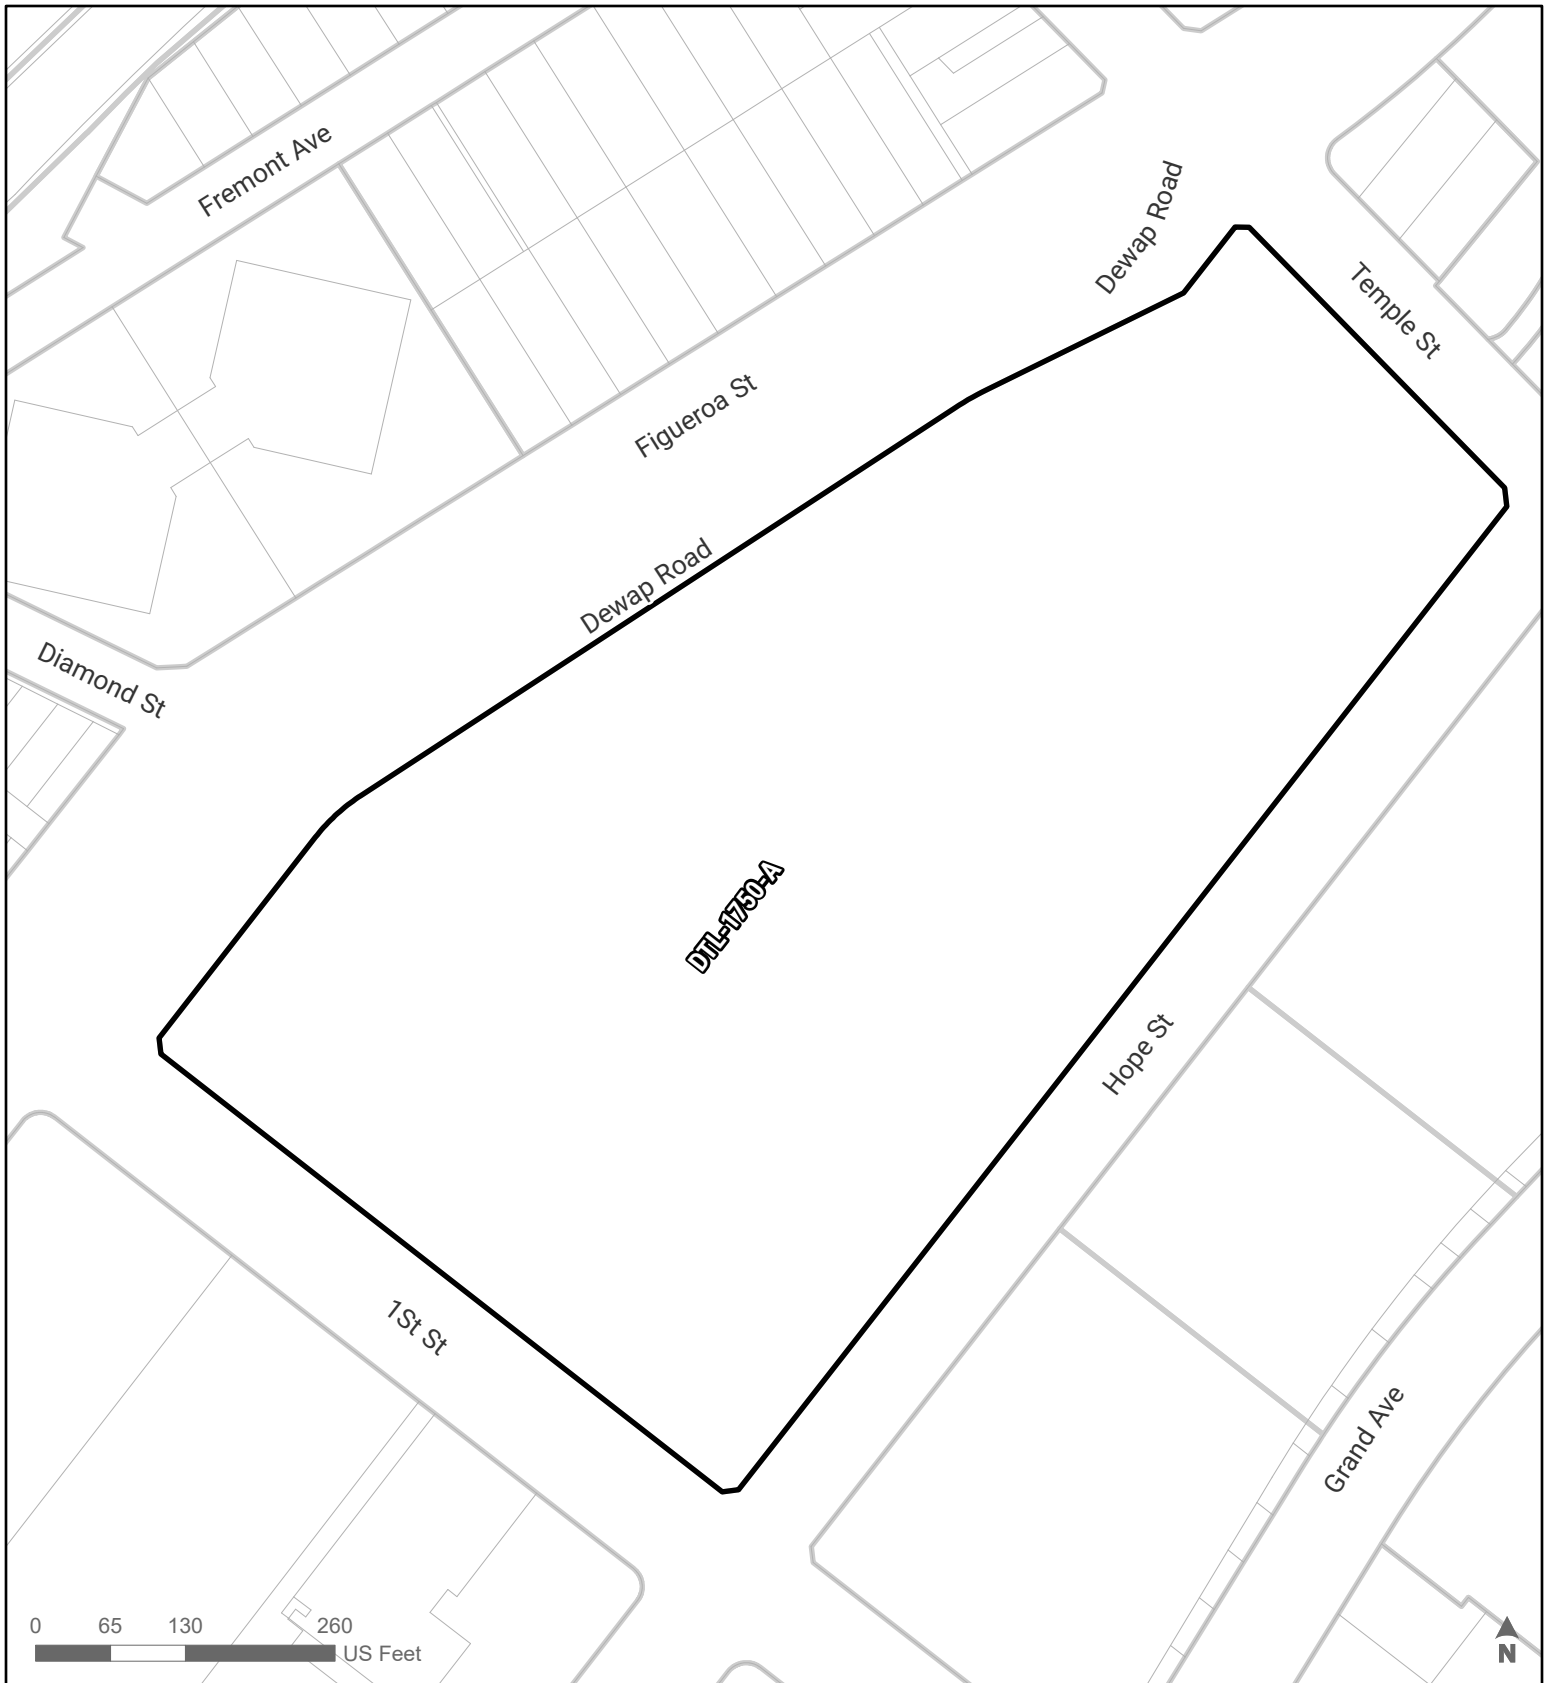 Fremont Ave
Dewap Road
Temple St
Figueroa St
Dewap Road
Diamond St
DTL-1750-A
Hope St
1St St
Grand Ave
0 65 130 260
US Feet
N